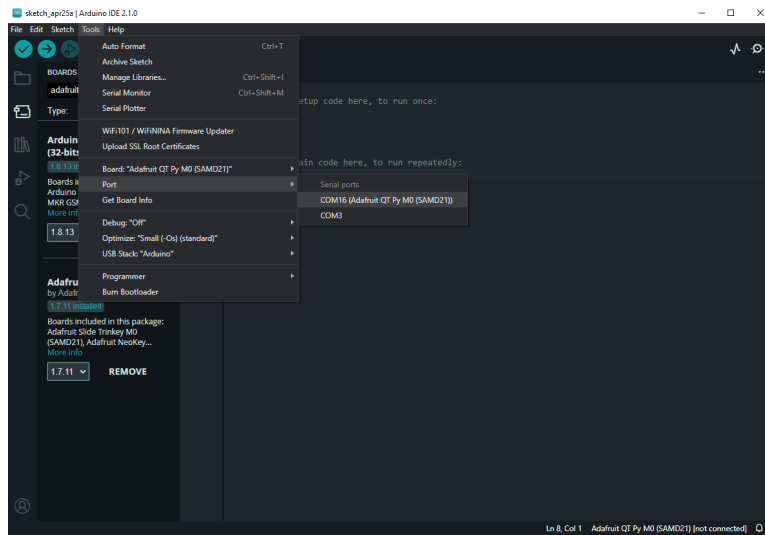 sketch_apr25a | Arduino IDE 2.1.0
File Edit Sketch Tools Help
BOARDS
adafruit
Type:
Arduin
(32-bits
1.8.13 in
Boards in
Arduino
MKR GSM
More inf
1.8.13
Adafru
by Adafr
1.7.11 installed
Boards included in this package:
Adafruit Slide Trinkey M0
(SAMD21), Adafruit NeoKey...
More info
1.7.11 REMOVE
Auto Format Ctrl+T
Archive Sketch
Manage Libraries... Ctrl+Shift+I
Serial Monitor Ctrl+Shift+M
Serial Plotter
WiFi101 / WiFiNINA Firmware Updater
Upload SSL Root Certificates
Board: "Adafruit QT Py M0 (SAMD21)"
Port
Get Board Info
Debug: "Off"
Optimize: "Small (-Os) (standard)"
USB Stack: "Arduino"
Programmer
Burn Bootloader
Serial ports
COM16 (Adafruit QT Py M0 (SAMD21))
COM3
etup code here, to run once:
ain code here, to run repeatedly:
Ln 8, Col 1 Adafruit QT Py M0 (SAMD21) [not connected]